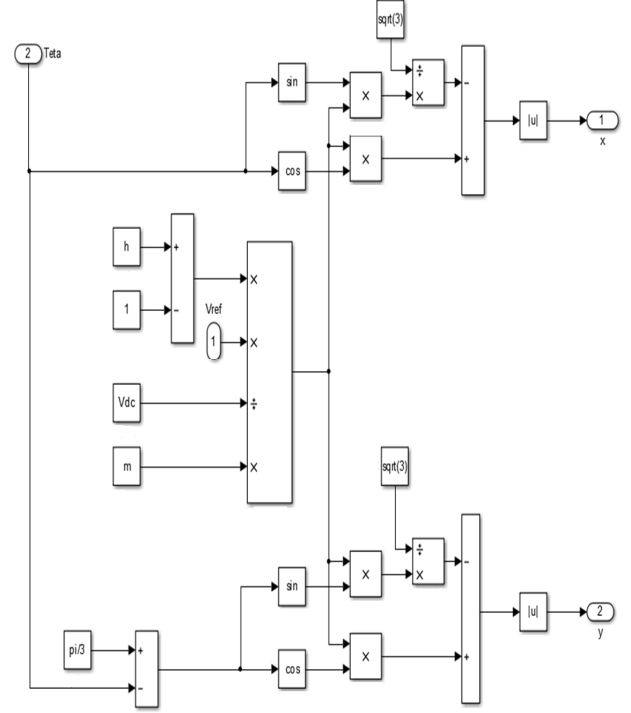 sqrt(3)
2 Teta
sin
÷
×
×
−
|u|
1
x
cos
×
+
h
+
1
−
×
Vref
1
×
Vdc
÷
m
×
sqrt(3)
sin
÷
×
×
−
|u|
2
y
pi/3
+
−
cos
×
+